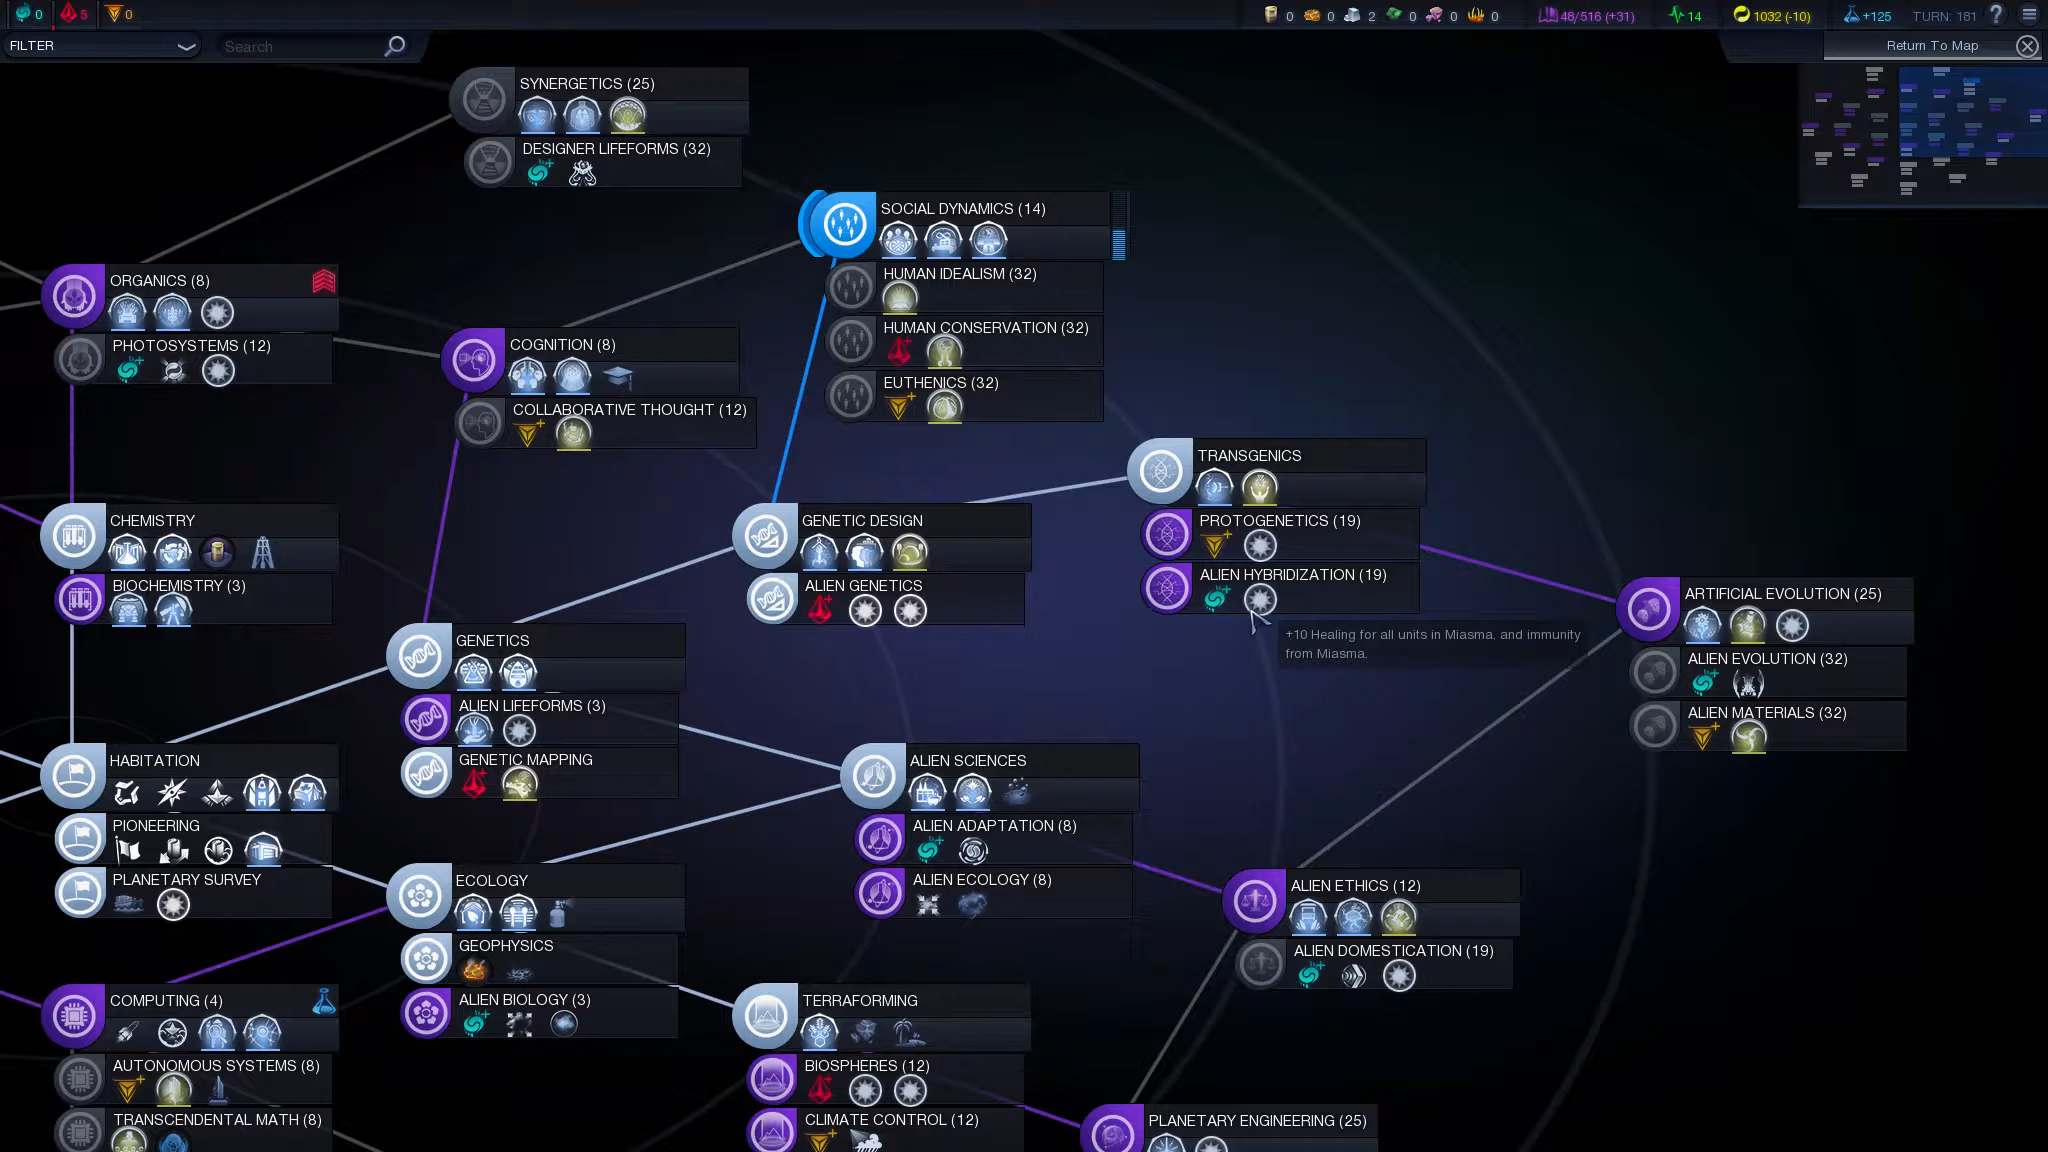 0 5 0
0 0 2 0 0 0 48/516 (+31) 14 1032 (-10) +125 TURN: 181 ?
FILTER
Search
Return To Map
SYNERGETICS (25)
DESIGNER LIFEFORMS (32)
SOCIAL DYNAMICS (14)
HUMAN IDEALISM (32)
HUMAN CONSERVATION (32)
EUTHENICS (32)
ORGANICS (8)
PHOTOSYSTEMS (12)
COGNITION (8)
COLLABORATIVE THOUGHT (12)
TRANSGENICS
PROTOGENETICS (19)
ALIEN HYBRIDIZATION (19)
+10 Healing for all units in Miasma, and immunity
from Miasma.
CHEMISTRY
BIOCHEMISTRY (3)
GENETIC DESIGN
ALIEN GENETICS
ARTIFICIAL EVOLUTION (25)
ALIEN EVOLUTION (32)
ALIEN MATERIALS (32)
GENETICS
ALIEN LIFEFORMS (3)
GENETIC MAPPING
HABITATION
PIONEERING
PLANETARY SURVEY
ALIEN SCIENCES
ALIEN ADAPTATION (8)
ALIEN ECOLOGY (8)
ECOLOGY
GEOPHYSICS
ALIEN BIOLOGY (3)
ALIEN ETHICS (12)
ALIEN DOMESTICATION (19)
COMPUTING (4)
AUTONOMOUS SYSTEMS (8)
TRANSCENDENTAL MATH (8)
TERRAFORMING
BIOSPHERES (12)
CLIMATE CONTROL (12)
PLANETARY ENGINEERING (25)